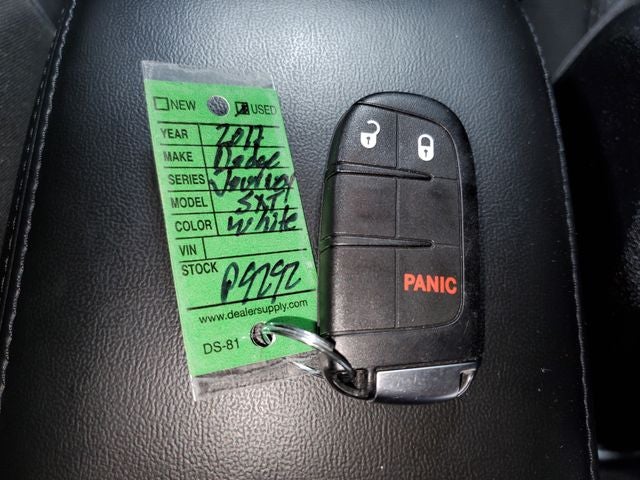 NEW USED
YEAR 2017
MAKE Dodge
SERIES Journey
MODEL SXT
COLOR White
VIN
STOCK P9292
www.dealersupply.com
DS-81
PANIC